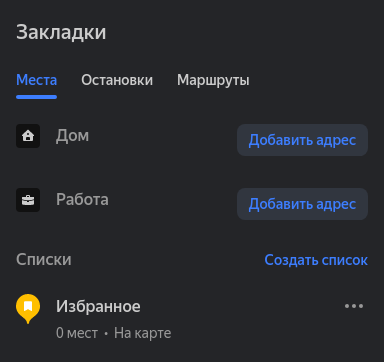 Закладки
Места Остановки Маршруты
Дом Добавить адрес
Работа Добавить адрес
Списки Создать список
Избранное
0 мест • На карте